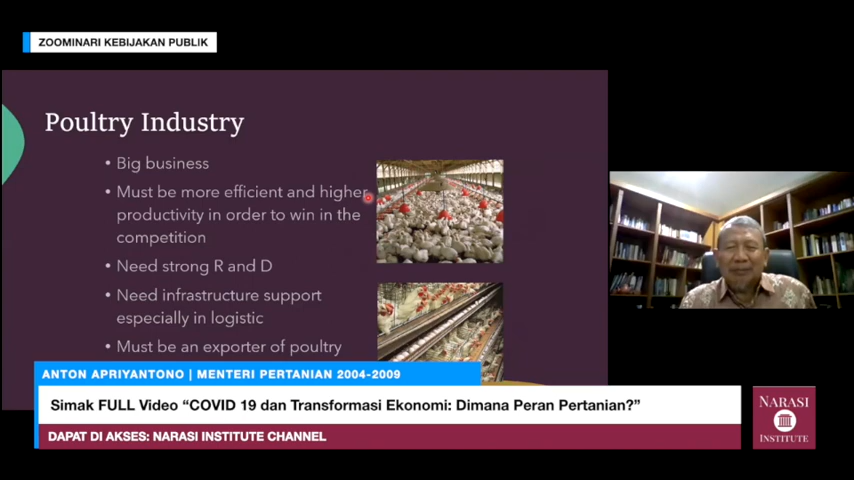 ZOOMINARI KEBIJAKAN PUBLIK
Poultry Industry
• Big business
• Must be more efficient and higher
productivity in order to win in the
competition
• Need strong R and D
• Need infrastructure support
especially in logistic
• Must be an exporter of poultry
ANTON APRIYANTONO | MENTERI PERTANIAN 2004-2009
Simak FULL Video “COVID 19 dan Transformasi Ekonomi: Dimana Peran Pertanian?”
DAPAT DI AKSES: NARASI INSTITUTE CHANNEL
NARASI
INSTITUTE